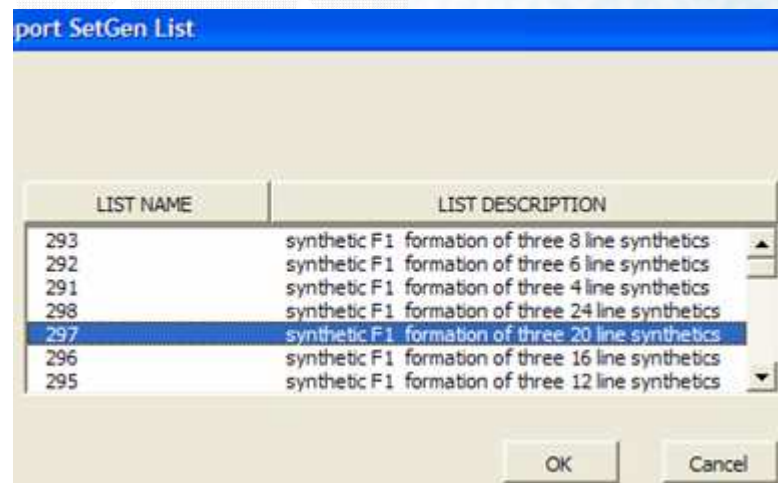 port SetGen List
LIST NAME LIST DESCRIPTION
293 synthetic F1 formation of three 8 line synthetics
292 synthetic F1 formation of three 6 line synthetics
291 synthetic F1 formation of three 4 line synthetics
298 synthetic F1 formation of three 24 line synthetics
297 synthetic F1 formation of three 20 line synthetics
296 synthetic F1 formation of three 16 line synthetics
295 synthetic F1 formation of three 12 line synthetics
OK Cancel